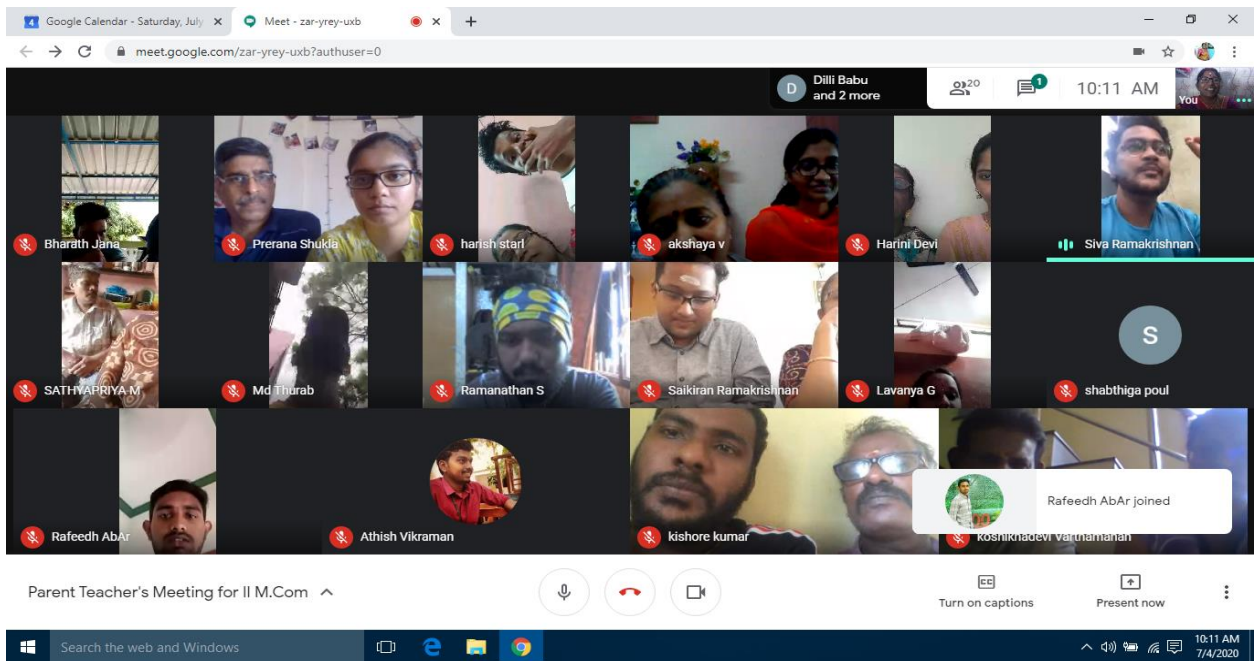 Google Calendar - Saturday, July
Meet - zar-yrey-uxb
meet.google.com/zar-yrey-uxb?authuser=0
D
Dilli Babu
and 2 more
20
1
10:11 AM
You
Bharath Jana
Prerana Shukla
harish starl
akshaya v
Harini Devi
Siva Ramakrishnan
SATHYAPRIYA M
Md Thurab
Ramanathan S
Saikiran Ramakrishnan
Lavanya G
S
shabthiga poul
Rafeedh AbAr
Athish Vikraman
kishore kumar
Rafeedh AbAr joined
koshikhadevi Varthamanan
Parent Teacher's Meeting for II M.Com
CC
Turn on captions
Present now
Search the web and Windows
10:11 AM
7/4/2020